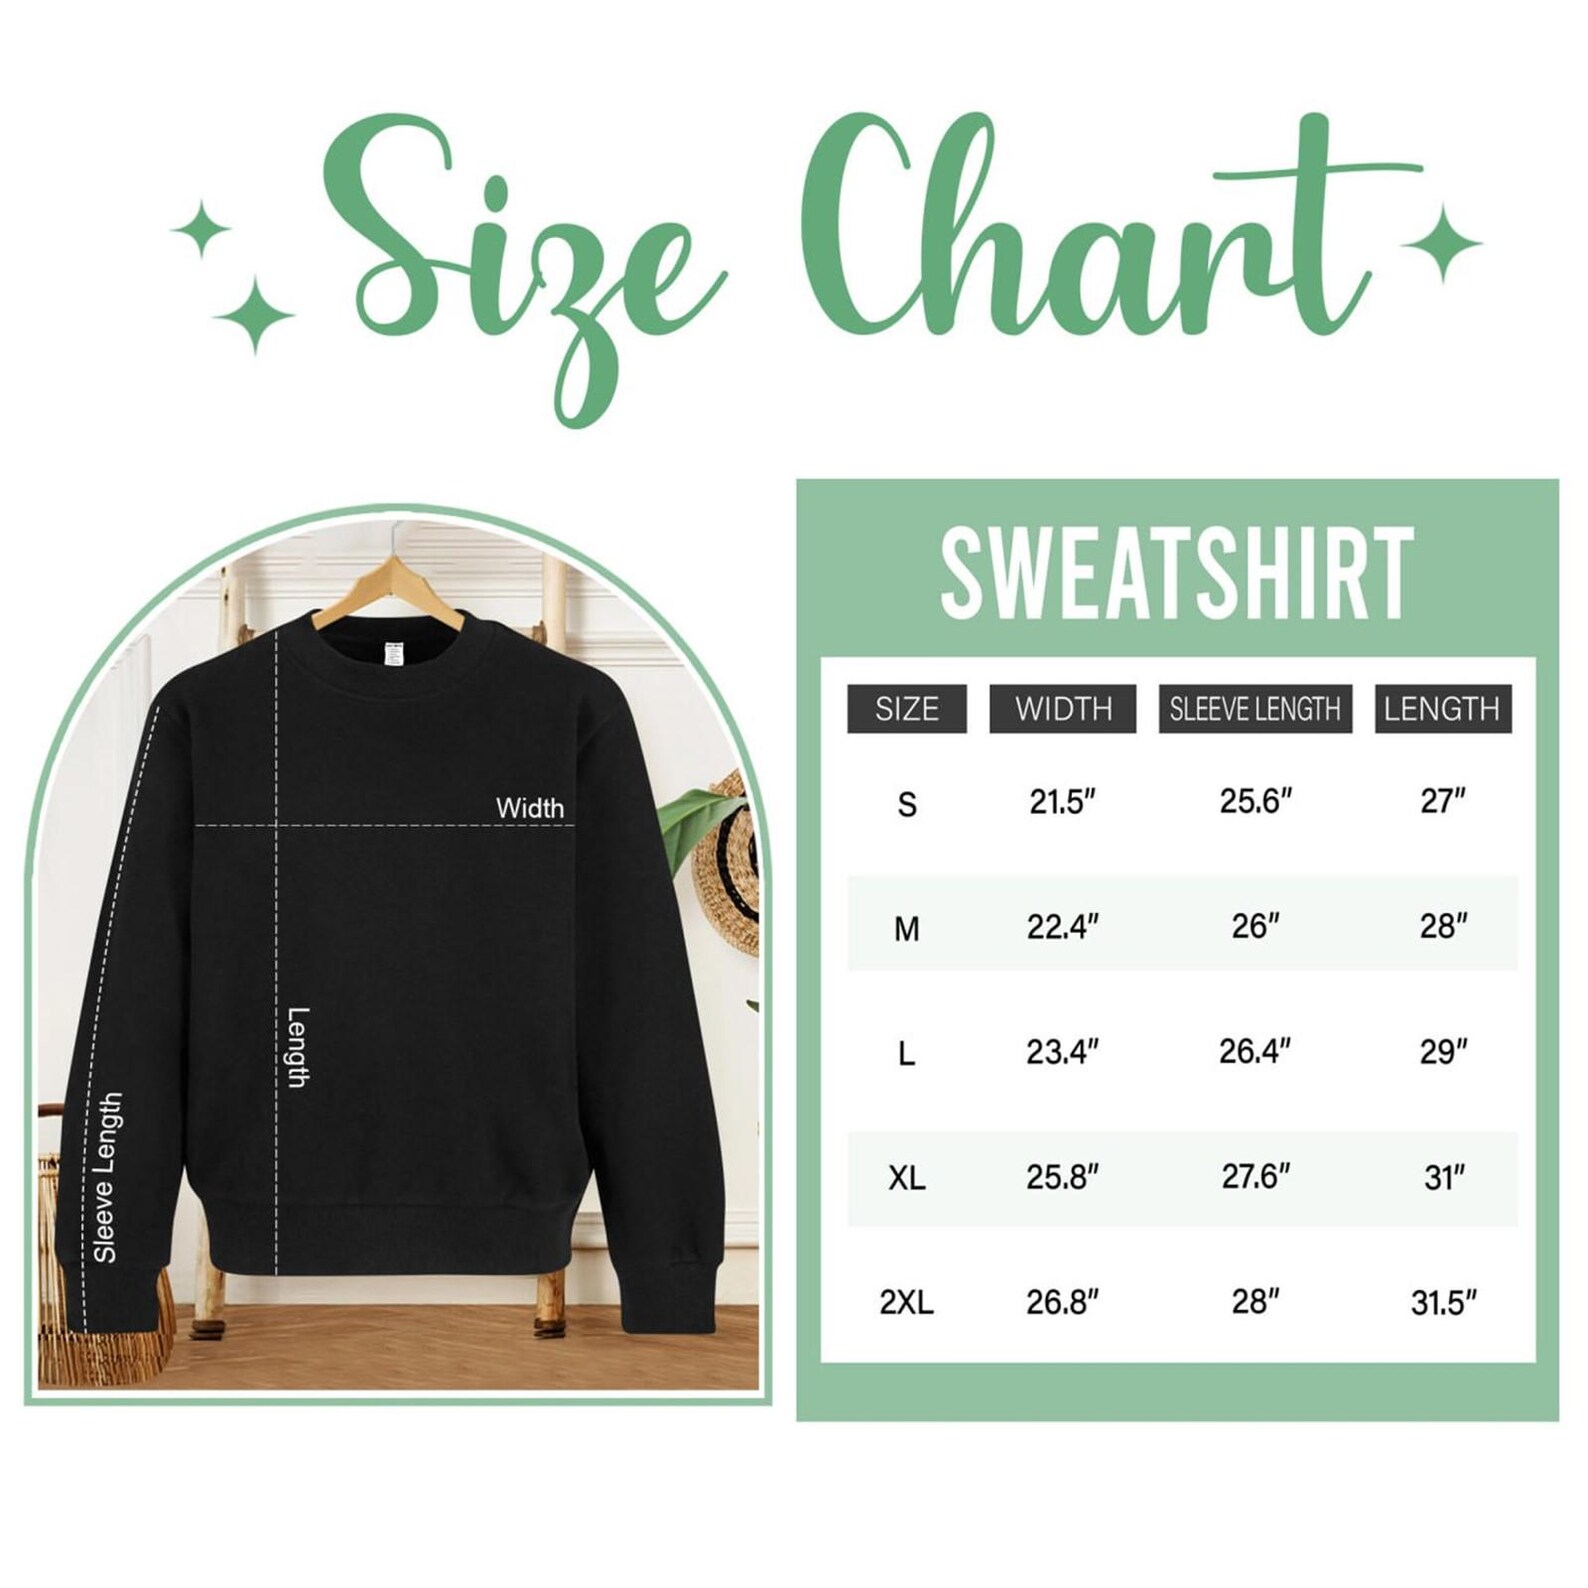 Size Chart
SWEATSHIRT
SIZE WIDTH SLEEVE LENGTH LENGTH
S 21.5" 25.6" 27"
M 22.4" 26" 28"
L 23.4" 26.4" 29"
XL 25.8" 27.6" 31"
2XL 26.8" 28" 31.5"
Width
Length
Sleeve Length